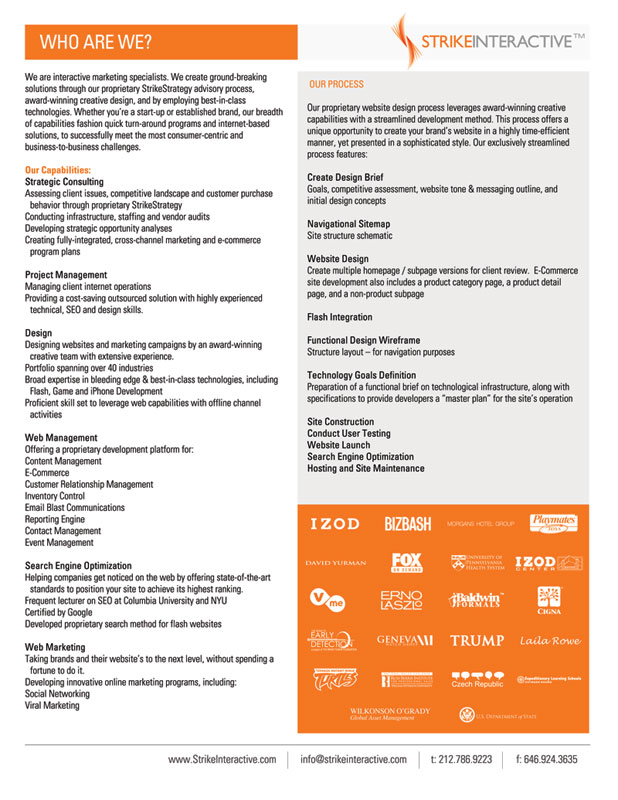 WHO ARE WE?
STRIKEINTERACTIVE™
We are interactive marketing specialists. We create ground-breaking
solutions through our proprietary StrikeStrategy advisory process,
award-winning creative design, and by employing best-in-class
technologies. Whether you're a start-up or established brand, our breadth
of capabilities fashion quick turn-around programs and internet-based
solutions, to successfully meet the most consumer-centric and
business-to-business challenges.
Our Capabilities:
Strategic Consulting
Assessing client issues, competitive landscape and customer purchase
behavior through proprietary StrikeStrategy
Conducting infrastructure, staffing and vendor audits
Developing strategic opportunity analyses
Creating fully-integrated, cross-channel marketing and e-commerce
program plans
Project Management
Managing client internet operations
Providing a cost-saving outsourced solution with highly experienced
technical, SEO and design skills.
Design
Designing websites and marketing campaigns by an award-winning
creative team with extensive experience.
Portfolio spanning over 40 industries
Broad expertise in bleeding edge & best-in-class technologies, including
Flash, Game and iPhone Development
Proficient skill set to leverage web capabilities with offline channel
activities
Web Management
Offering a proprietary development platform for:
Content Management
E-Commerce
Customer Relationship Management
Inventory Control
Email Blast Communications
Reporting Engine
Contact Management
Event Management
Search Engine Optimization
Helping companies get noticed on the web by offering state-of-the-art
standards to position your site to achieve its highest ranking.
Frequent lecturer on SEO at Columbia University and NYU
Certified by Google
Developed proprietary search method for flash websites
Web Marketing
Taking brands and their website's to the next level, without spending a
fortune to do it.
Developing innovative online marketing programs, including:
Social Networking
Viral Marketing
OUR PROCESS
Our proprietary website design process leverages award-winning creative
capabilities with a streamlined development method. This process offers a
unique opportunity to create your brand's website in a highly time-efficient
manner, yet presented in a sophisticated style. Our exclusively streamlined
process features:
Create Design Brief
Goals, competitive assessment, website tone & messaging outline, and
initial design concepts
Navigational Sitemap
Site structure schematic
Website Design
Create multiple homepage / subpage versions for client review. E-Commerce
site development also includes a product category page, a product detail
page, and a non-product subpage
Flash Integration
Functional Design Wireframe
Structure layout – for navigation purposes
Technology Goals Definition
Preparation of a functional brief on technological infrastructure, along with
specifications to provide developers a "master plan" for the site's operation
Site Construction
Conduct User Testing
Website Launch
Search Engine Optimization
Hosting and Site Maintenance
IZOD BIZBASH MORGANS HOTEL GROUP Playmates TOYS
DAVID YURMAN FOX ON DEMAND UNIVERSITY OF PENNSYLVANIA HEALTH SYSTEM IZOD CENTER
V me ERNO LASZLO Baldwin FORMALS CIGNA
EARLY DETECTION GENEVA TRUMP Laila Rowe
TURTLES Czech Republic Expeditionary Learning Schools
WILKONSON O'GRADY
Global Asset Management
U.S. DEPARTMENT OF STATE
www.StrikeInteractive.com info@strikeinteractive.com t: 212.786.9223 f: 646.924.3635